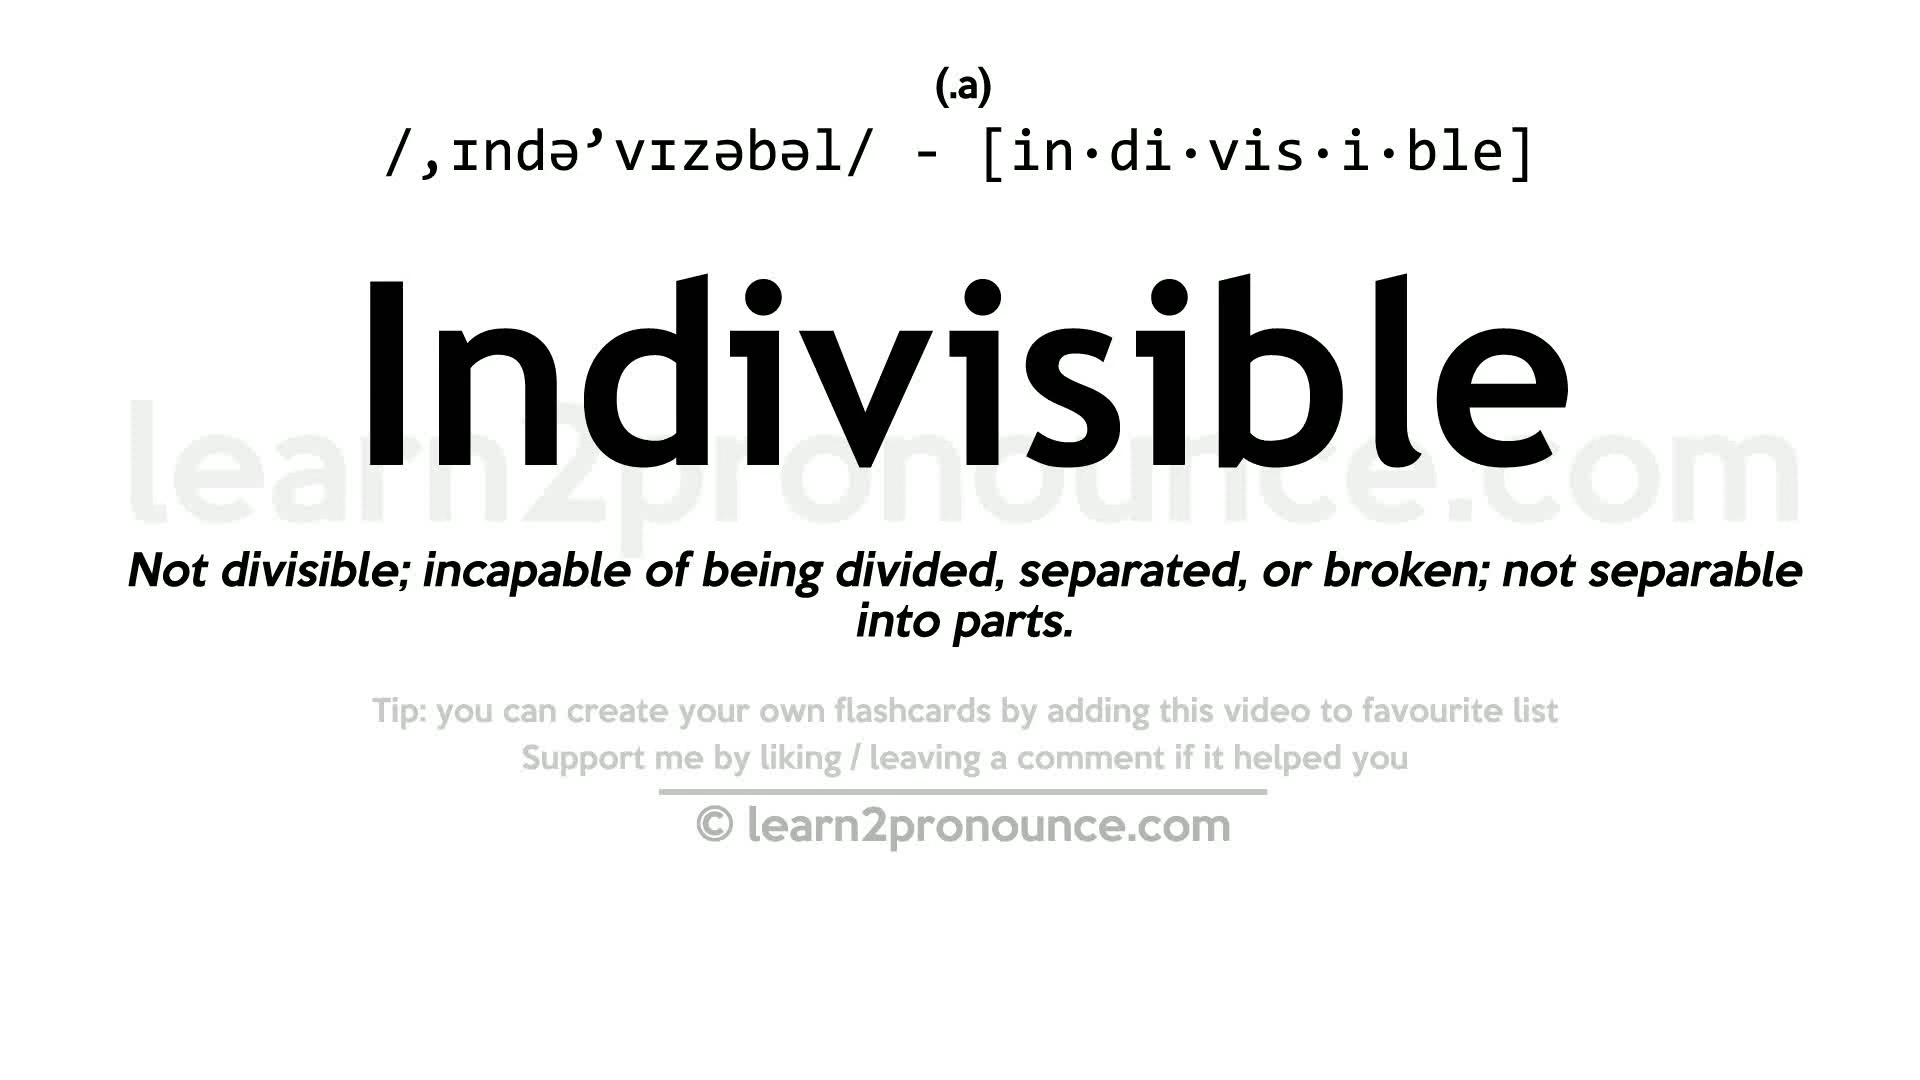 (.a)
/,ɪndə’vɪzəbəl/ - [in·di·vis·i·ble]
Indivisible
learn2pronounce.com
Not divisible; incapable of being divided, separated, or broken; not separable
into parts.
Tip: you can create your own flashcards by adding this video to favourite list
Support me by liking / leaving a comment if it helped you
© learn2pronounce.com